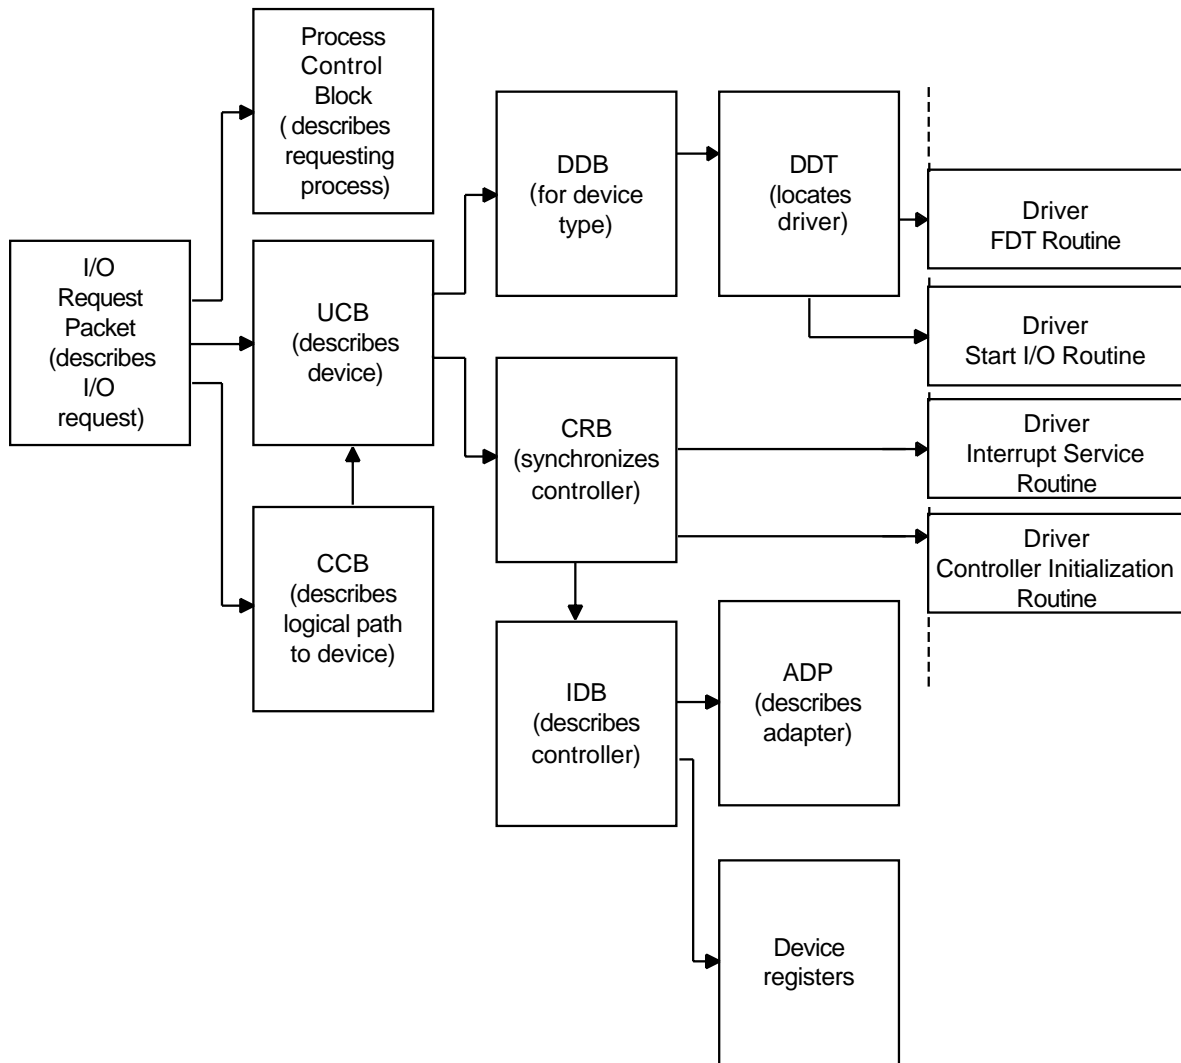 Process
Control
Block
( describes
requesting
process)
DDB
(for device
type)
DDT
(locates
driver)
Driver
FDT Routine
I/O
Request
Packet
(describes
I/O
request)
UCB
(describes
device)
Driver
Start I/O Routine
CRB
(synchronizes
controller)
Driver
Interrupt Service
Routine
CCB
(describes
logical path
to device)
Driver
Controller Initialization
Routine
IDB
(describes
controller)
ADP
(describes
adapter)
Device
registers